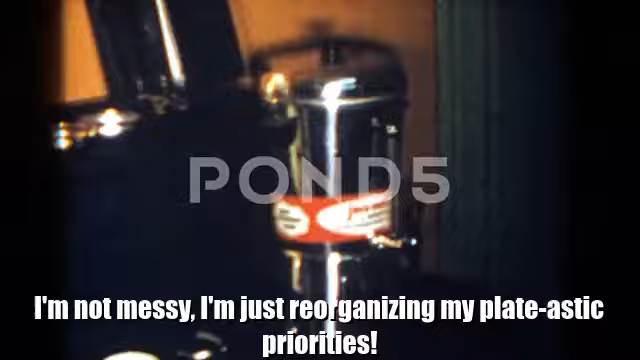 POND5
I'm not messy, I'm just reorganizing my plate-astic
priorities!